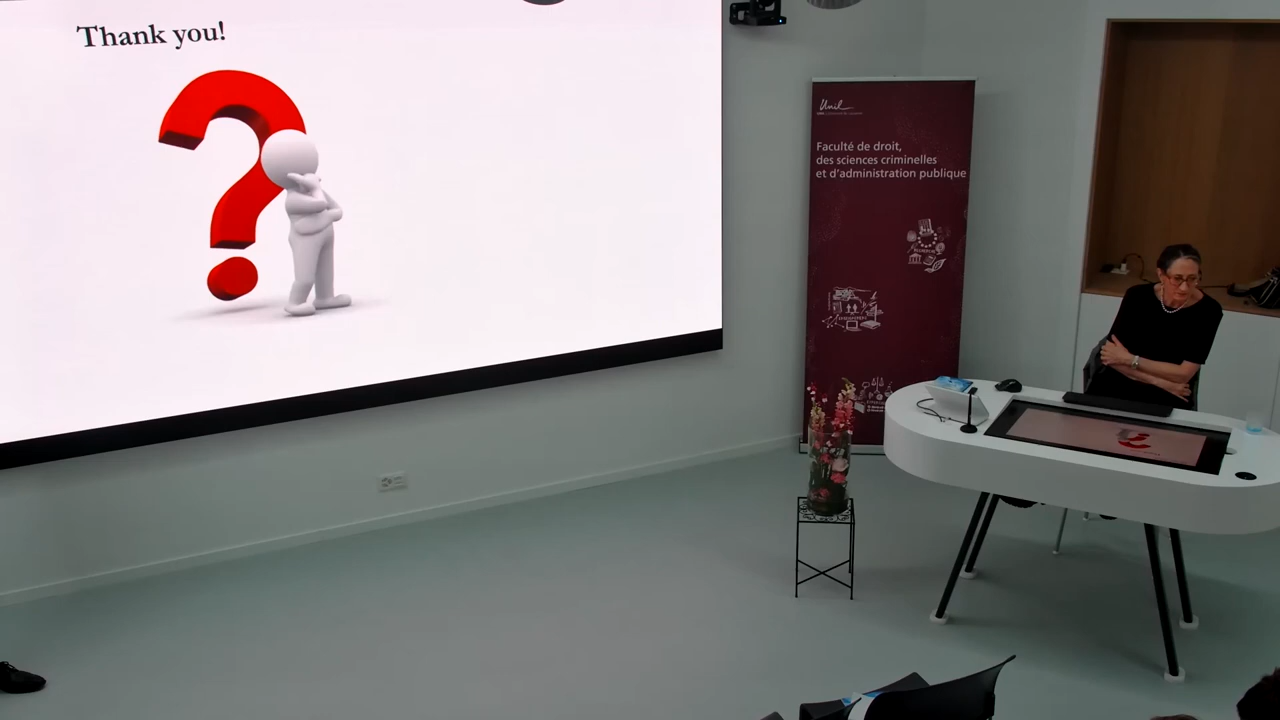 Thank you!
Unil
Faculté de droit,
des sciences criminelles
et d'administration publique